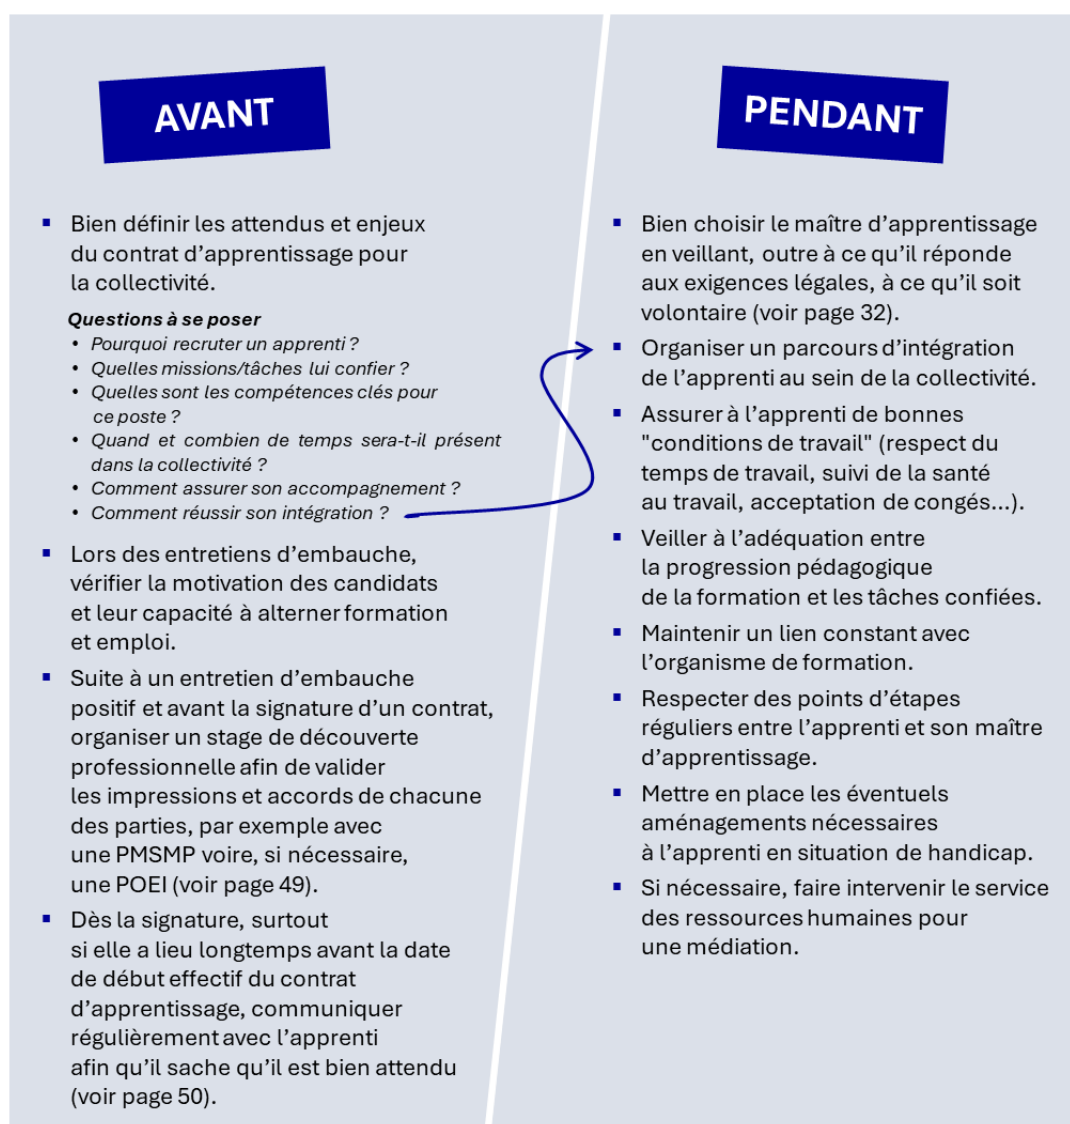 AVANT
Bien définir les attendus et enjeux
du contrat d’apprentissage pour
la collectivité.
Questions à se poser
• Pourquoi recruter un apprenti ?
• Quelles missions/tâches lui confier ?
• Quelles sont les compétences clés pour
ce poste ?
• Quand et combien de temps sera-t-il présent
dans la collectivité ?
• Comment assurer son accompagnement ?
• Comment réussir son intégration ?
Lors des entretiens d’embauche,
vérifier la motivation des candidats
et leur capacité à alterner formation
et emploi.
Suite à un entretien d’embauche
positif et avant la signature d’un contrat,
organiser un stage de découverte
professionnelle afin de valider
les impressions et accords de chacune
des parties, par exemple avec
une PMSMP voire, si nécessaire,
une POEI (voir page 49).
Dès la signature, surtout
si elle a lieu longtemps avant la date
de début effectif du contrat
d’apprentissage, communiquer
régulièrement avec l’apprenti
afin qu’il sache qu’il est bien attendu
(voir page 50).
PENDANT
Bien choisir le maître d’apprentissage
en veillant, outre à ce qu’il réponde
aux exigences légales, à ce qu’il soit
volontaire (voir page 32).
Organiser un parcours d’intégration
de l’apprenti au sein de la collectivité.
Assurer à l’apprenti de bonnes
"conditions de travail" (respect du
temps de travail, suivi de la santé
au travail, acceptation de congés...).
Veiller à l’adéquation entre
la progression pédagogique
de la formation et les tâches confiées.
Maintenir un lien constant avec
l’organisme de formation.
Respecter des points d’étapes
réguliers entre l’apprenti et son maître
d’apprentissage.
Mettre en place les éventuels
aménagements nécessaires
à l’apprenti en situation de handicap.
Si nécessaire, faire intervenir le service
des ressources humaines pour
une médiation.